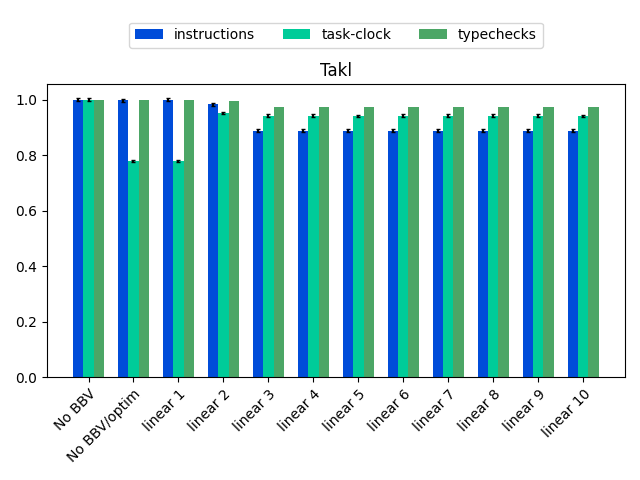 instructions task-clock typechecks
Takl
1.0
0.8
0.6
0.4
0.2
0.0
No BBV
No BBV/optim
linear 1
linear 2
linear 3
linear 4
linear 5
linear 6
linear 7
linear 8
linear 9
linear 10